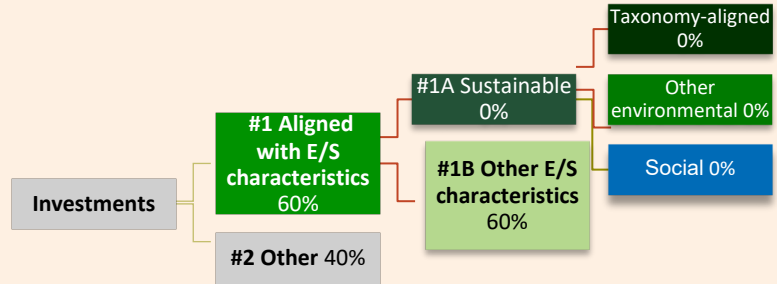 Investments
#1 Aligned
with E/S
characteristics
60%
#2 Other 40%
#1A Sustainable
0%
#1B Other E/S
characteristics
60%
Taxonomy-aligned
0%
Other
environmental 0%
Social 0%